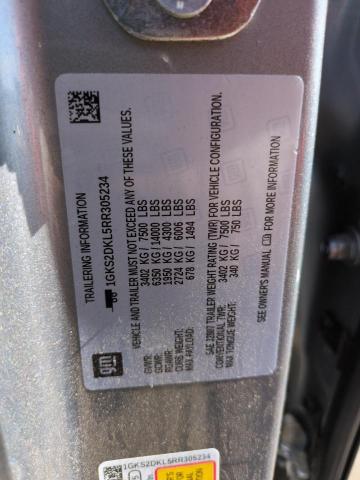 TRAILERING INFORMATION
1GKS2DKL5RR305234
VEHICLE AND TRAILER MUST NOT EXCEED ANY OF THESE VALUES.
GVWR: 3402 KG / 7500 LBS
GCWR: 6350 KG / 14000 LBS
RGAWR: 1950 KG / 4300 LBS
CURB WEIGHT: 2724 KG / 6006 LBS
MAX PAYLOAD: 678 KG / 1494 LBS
SAE J2807 TRAILER WEIGHT RATING (TWR) FOR VEHICLE CONFIGURATION.
CONVENTIONAL TWR: 3402 KG / 7500 LBS
MAX TONGUE WEIGHT: 340 KG / 750 LBS
SEE OWNER'S MANUAL FOR MORE INFORMATION
gm
1GKS2DKL5RR305234